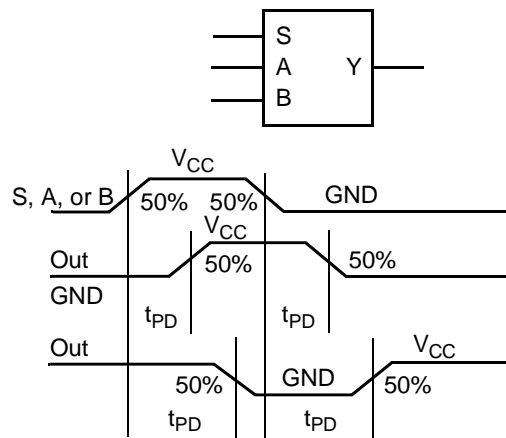 S
A Y
B
V_CC
S, A, or B 50% 50% GND
V_CC
Out 50% 50%
GND
t_PD t_PD
Out V_CC
50% GND 50%
t_PD t_PD